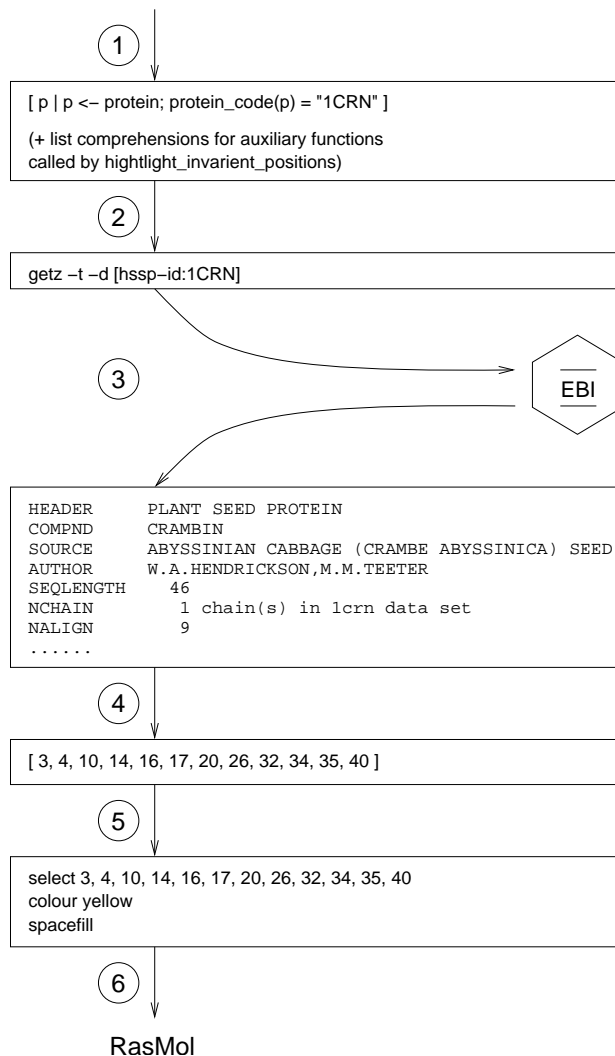 1
[ p | p <- protein; protein_code(p) = "1CRN" ]
(+ list comprehensions for auxiliary functions
called by hightlight_invarient_positions)
2
getz −t −d [hssp−id:1CRN]
3
EBI
HEADER PLANT SEED PROTEIN
COMPND CRAMBIN
SOURCE ABYSSINIAN CABBAGE (CRAMBE ABYSSINICA) SEED
AUTHOR W.A.HENDRICKSON,M.M.TEETER
SEQLENGTH 46
NCHAIN 1 chain(s) in 1crn data set
NALIGN 9
......
4
[ 3, 4, 10, 14, 16, 17, 20, 26, 32, 34, 35, 40 ]
5
select 3, 4, 10, 14, 16, 17, 20, 26, 32, 34, 35, 40
colour yellow
spacefill
6
RasMol